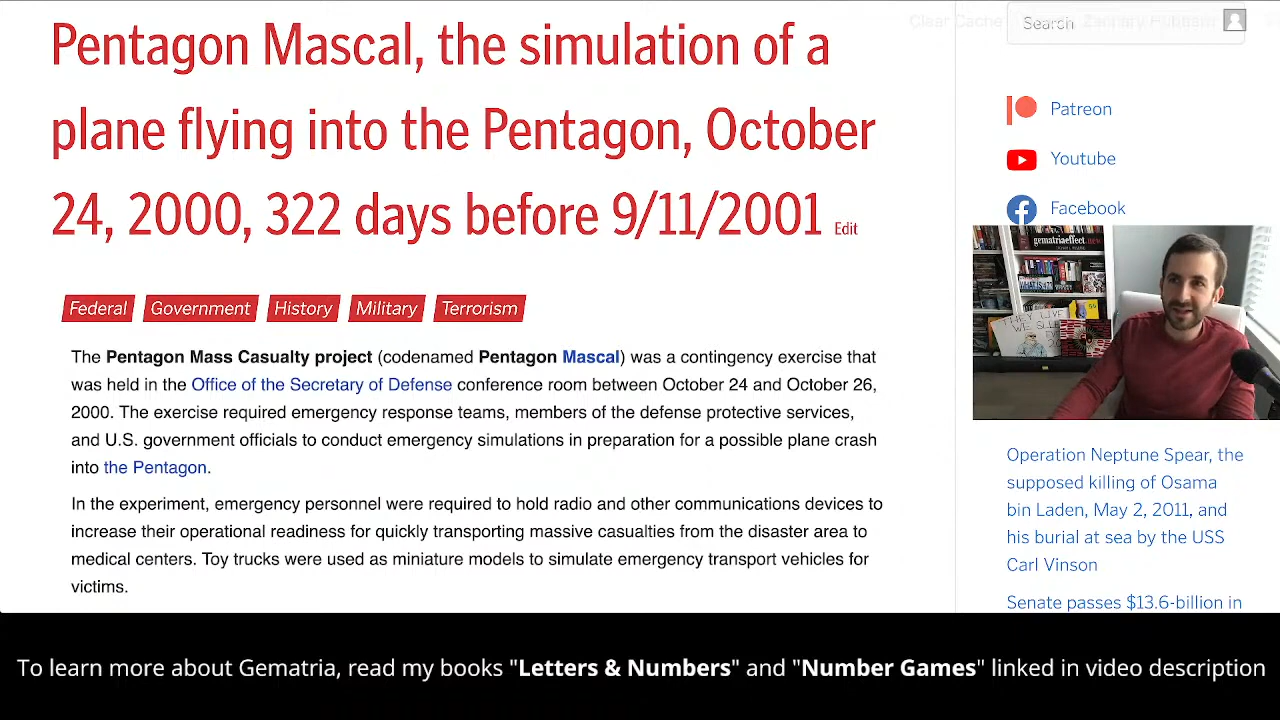 Pentagon Mascal, the simulation of a
plane flying into the Pentagon, October
24, 2000, 322 days before 9/11/2001 Edit
Federal Government History Military Terrorism
The Pentagon Mass Casualty project (codenamed Pentagon Mascal) was a contingency exercise that
was held in the Office of the Secretary of Defense conference room between October 24 and October 26,
2000. The exercise required emergency response teams, members of the defense protective services,
and U.S. government officials to conduct emergency simulations in preparation for a possible plane crash
into the Pentagon.
In the experiment, emergency personnel were required to hold radio and other communications devices to
increase their operational readiness for quickly transporting massive casualties from the disaster area to
medical centers. Toy trucks were used as miniature models to simulate emergency transport vehicles for
victims.
Clear Cache
Search
Patreon
Youtube
Facebook
gematriaeffect.news
Operation Neptune Spear, the
supposed killing of Osama
bin Laden, May 2, 2011, and
his burial at sea by the USS
Carl Vinson
Senate passes $13.6-billion in
To learn more about Gematria, read my books "Letters & Numbers" and "Number Games" linked in video description